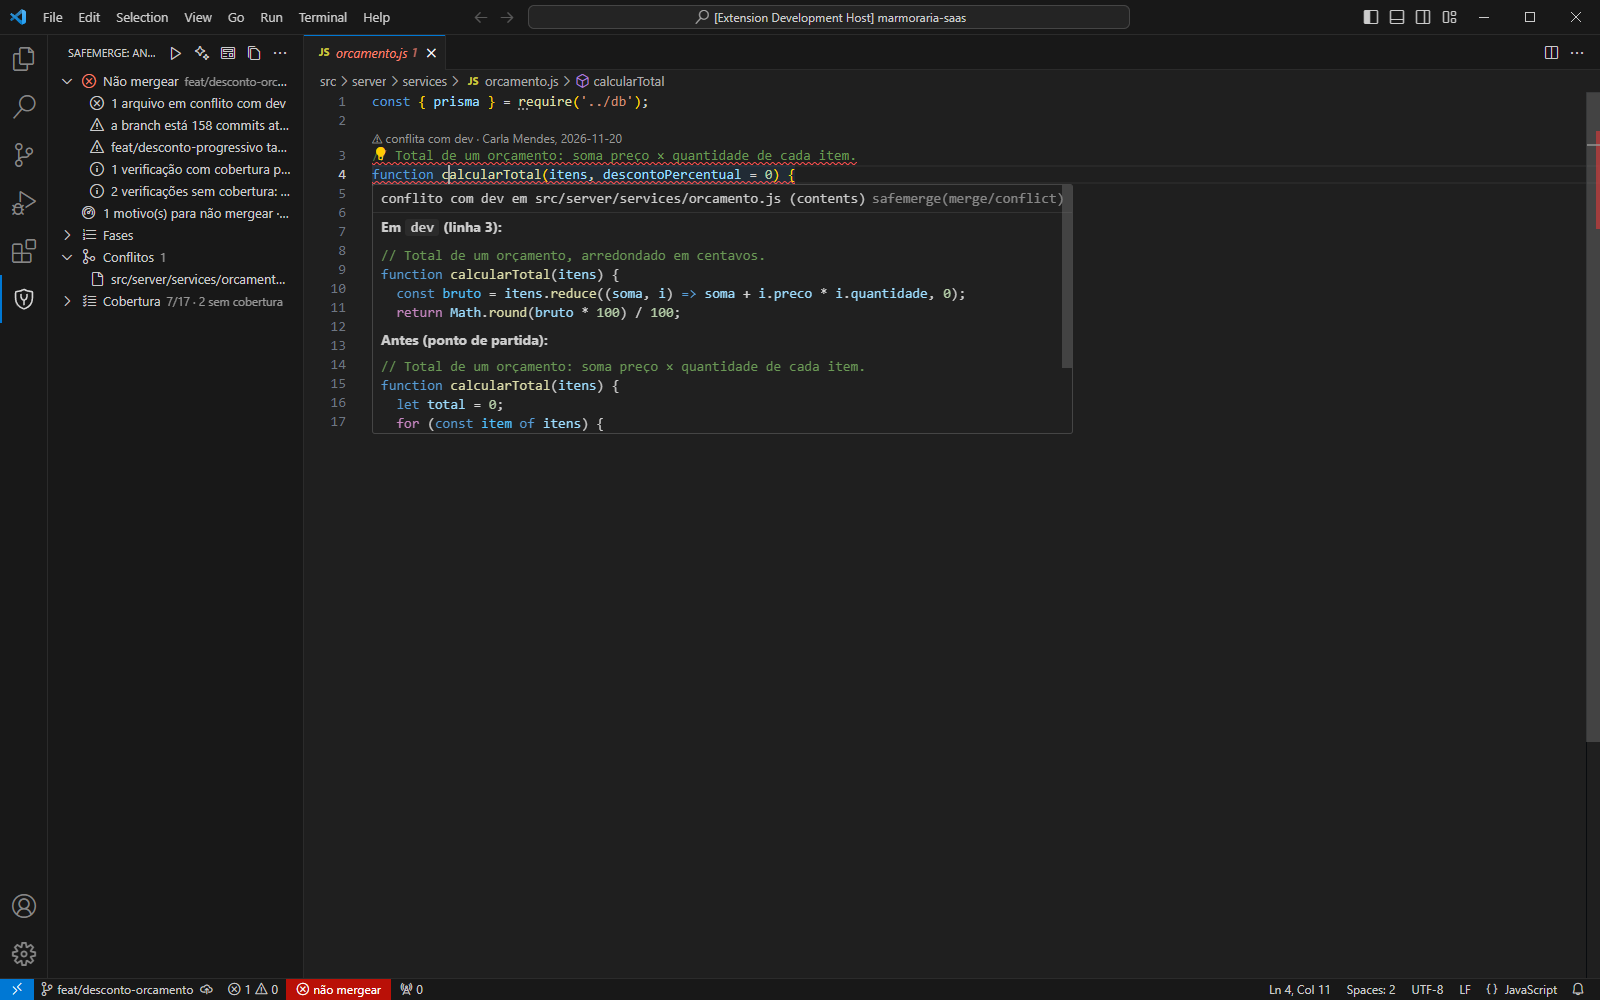 File Edit Selection View Go Run Terminal Help
[Extension Development Host] marmoraria-saas
SAFEMERGE: AN...
Não mergear feat/desconto-orc...
1 arquivo em conflito com dev
a branch está 158 commits at...
feat/desconto-progressivo ta...
1 verificação com cobertura p...
2 verificações sem cobertura: ...
1 motivo(s) para não mergear ·...
Fases
Conflitos 1
src/server/services/orcament...
Cobertura 7/17 · 2 sem cobertura
JS orcamento.js 1
src > server > services > JS orcamento.js > calcularTotal
1 const { prisma } = require('../db');
2
conflita com dev · Carla Mendes, 2026-11-20
3 Total de um orçamento: soma preço × quantidade de cada item.
4 function calcularTotal(itens, descontoPercentual = 0) {
5
6
7
8
9
10
11
12
13
14
15
16
17
conflito com dev em src/server/services/orcamento.js (contents) safemerge(merge/conflict)
Em dev (linha 3):
// Total de um orçamento, arredondado em centavos.
function calcularTotal(itens) {
const bruto = itens.reduce((soma, i) => soma + i.preco * i.quantidade, 0);
return Math.round(bruto * 100) / 100;
Antes (ponto de partida):
// Total de um orçamento: soma preço × quantidade de cada item.
function calcularTotal(itens) {
let total = 0;
for (const item of itens) {
feat/desconto-orcamento 1 0 não mergear 0
Ln 4, Col 11 Spaces: 2 UTF-8 LF {} JavaScript